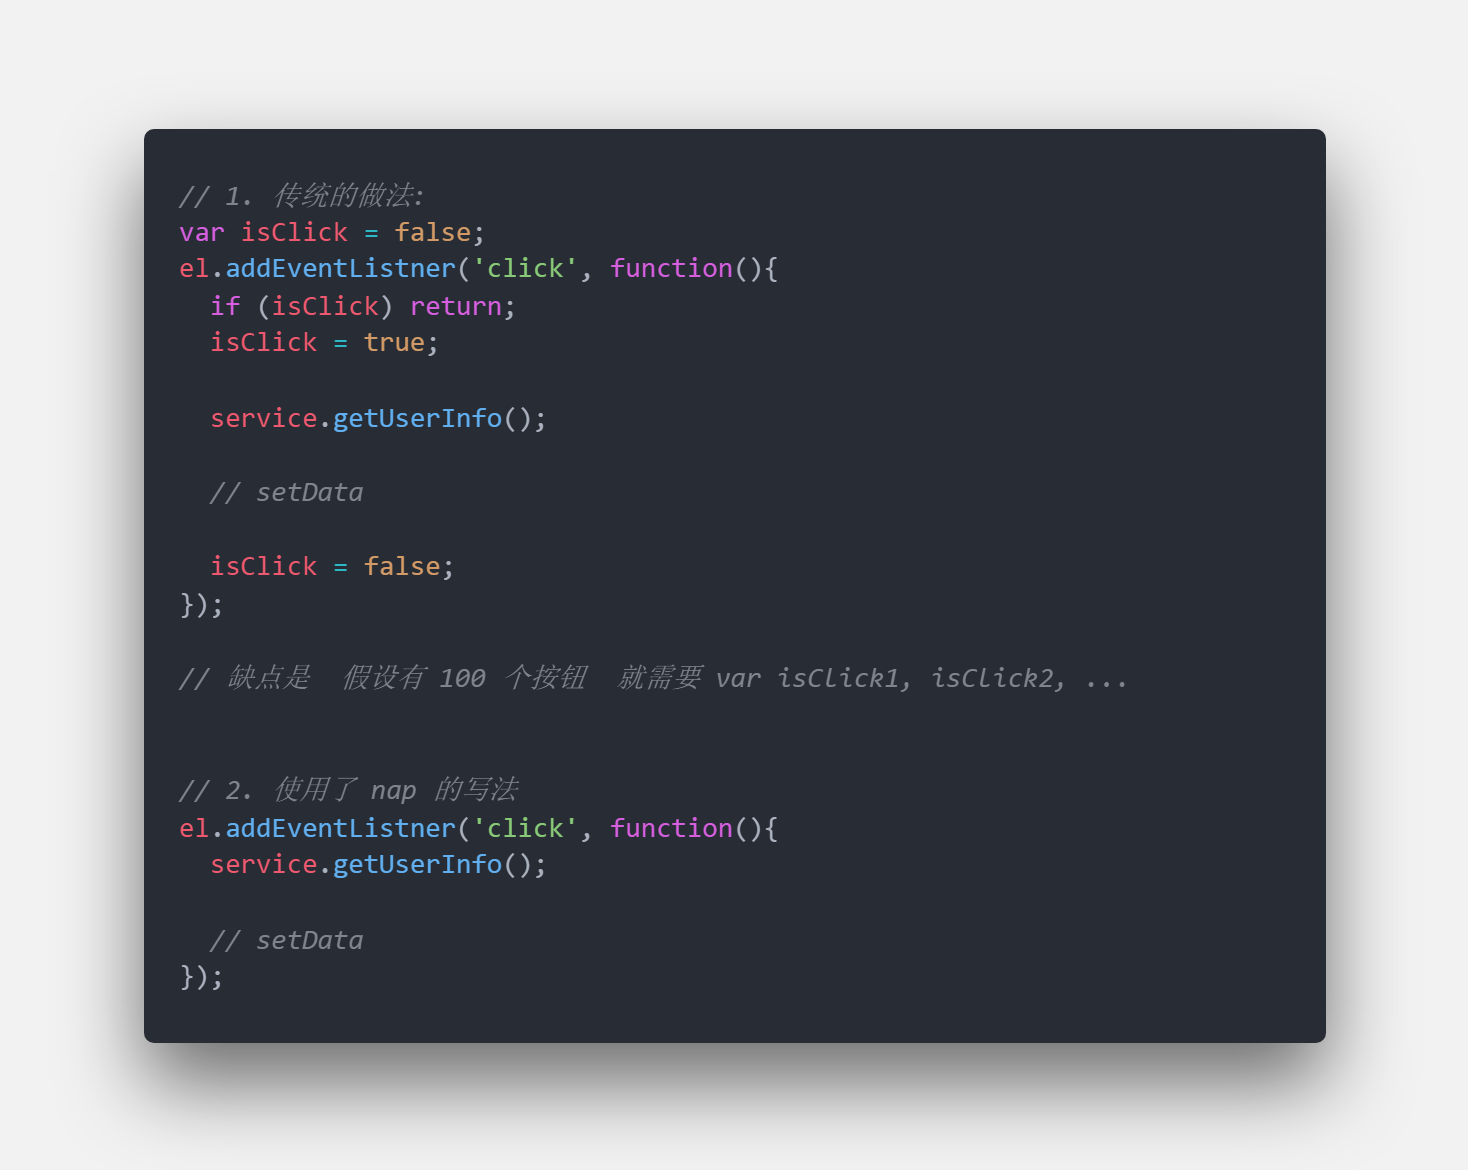 // 1. 传统的做法:
var isClick = false;
el.addEventListner('click', function(){
  if (isClick) return;
  isClick = true;

  service.getUserInfo();

  // setData

  isClick = false;
});

// 缺点是  假设有 100 个按钮  就需要 var isClick1, isClick2, ...


// 2. 使用了 nap 的写法
el.addEventListner('click', function(){
  service.getUserInfo();

  // setData
});